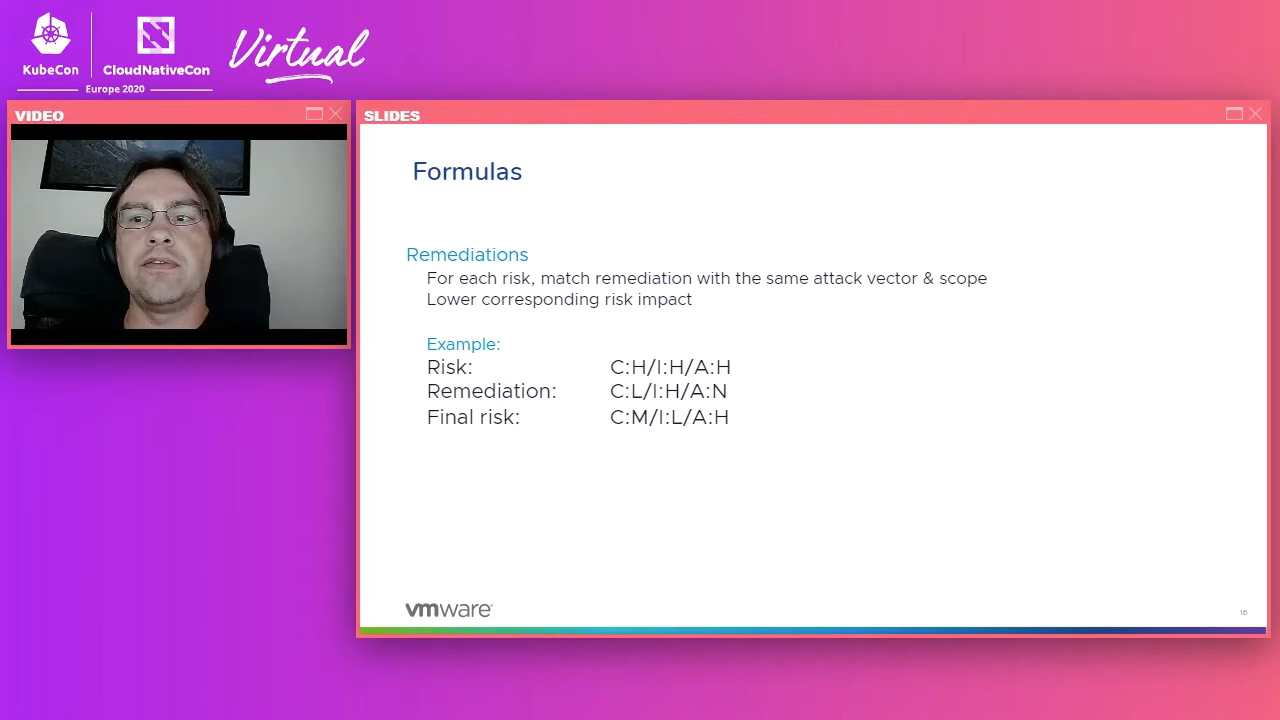 KubeCon
CloudNativeCon
Europe 2020
Virtual
VIDEO
SLIDES
Formulas
Remediations
For each risk, match remediation with the same attack vector & scope
Lower corresponding risk impact
Example:
Risk: C:H/I:H/A:H
Remediation: C:L/I:H/A:N
Final risk: C:M/I:L/A:H
vmware
16